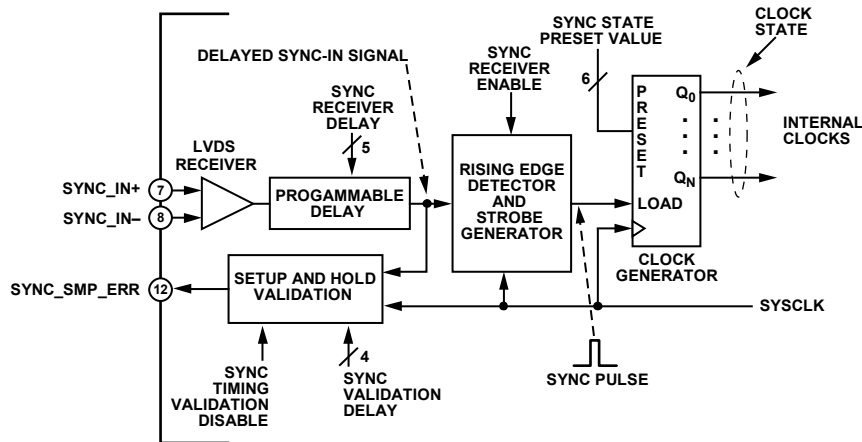 SYNC STATE
PRESET VALUE
CLOCK
STATE
DELAYED SYNC-IN SIGNAL
SYNC
RECEIVER
ENABLE
6
SYNC
RECEIVER
DELAY
5
LVDS
RECEIVER
PRESET
Q0
QN
INTERNAL
CLOCKS
SYNC_IN+
7
SYNC_IN–
8
PROGAMMABLE
DELAY
RISING EDGE
DETECTOR
AND
STROBE
GENERATOR
LOAD
CLOCK
GENERATOR
SETUP AND HOLD
VALIDATION
SYNC_SMP_ERR
12
SYSCLK
SYNC
TIMING
VALIDATION
DISABLE
4
SYNC
VALIDATION
DELAY
SYNC PULSE